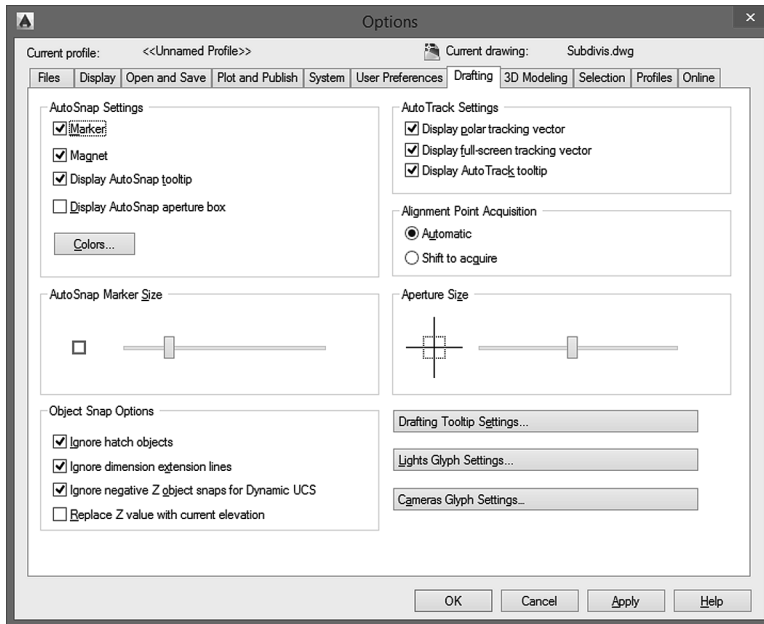 Options
Current profile: <<Unnamed Profile>> Current drawing: Subdivis.dwg
Files Display Open and Save Plot and Publish System User Preferences Drafting 3D Modeling Selection Profiles Online
AutoSnap Settings
Marker
Magnet
Display AutoSnap tooltip
Display AutoSnap aperture box
Colors...
AutoTrack Settings
Display polar tracking vector
Display full-screen tracking vector
Display AutoTrack tooltip
Alignment Point Acquisition
Automatic
Shift to acquire
AutoSnap Marker Size
Aperture Size
Object Snap Options
Ignore hatch objects
Ignore dimension extension lines
Ignore negative Z object snaps for Dynamic UCS
Replace Z value with current elevation
Drafting Tooltip Settings...
Lights Glyph Settings...
Cameras Glyph Settings...
OK Cancel Apply Help